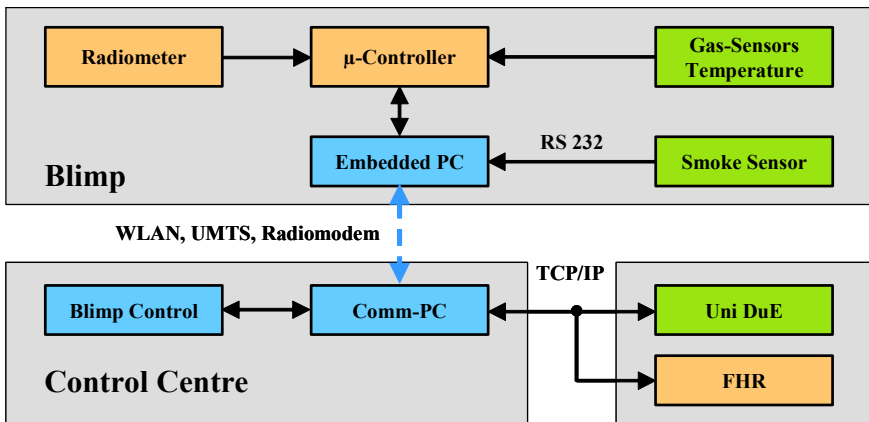 Radiometer
µ-Controller
Gas-Sensors
Temperature
RS 232
Embedded PC
Smoke Sensor
Blimp
WLAN, UMTS, Radiomodem
TCP/IP
Blimp Control
Comm-PC
Uni DuE
FHR
Control Centre